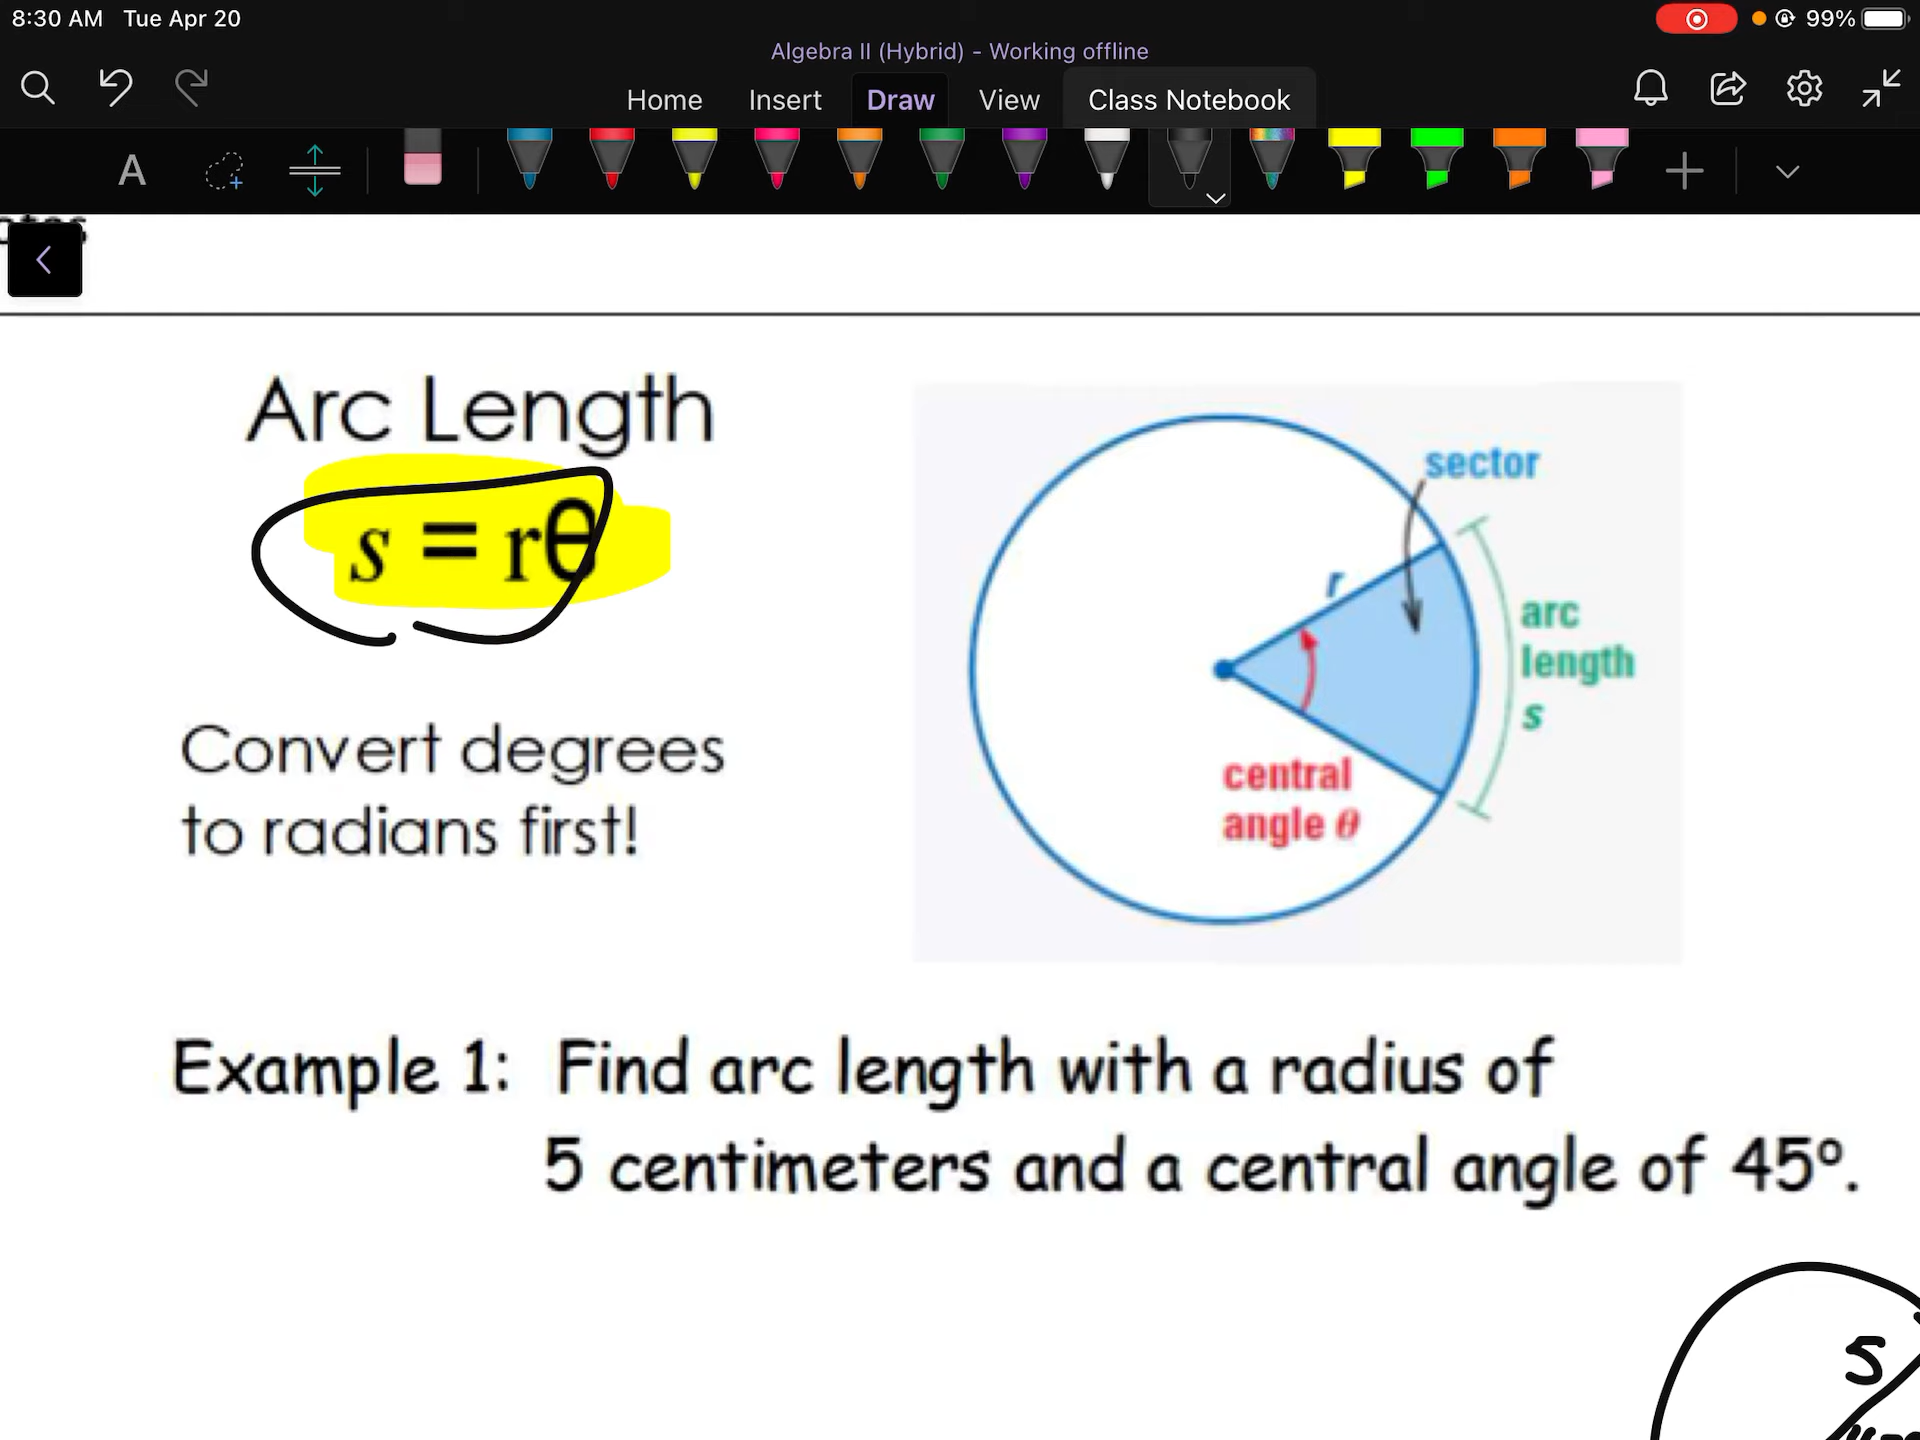 8:30 AM Tue Apr 20
99%
Algebra II (Hybrid) - Working offline
Home Insert Draw View Class Notebook
A
Arc Length
s = rθ
Convert degrees
to radians first!
sector
r
arc
length
s
central
angle θ
Example 1: Find arc length with a radius of
5 centimeters and a central angle of 45º.
5